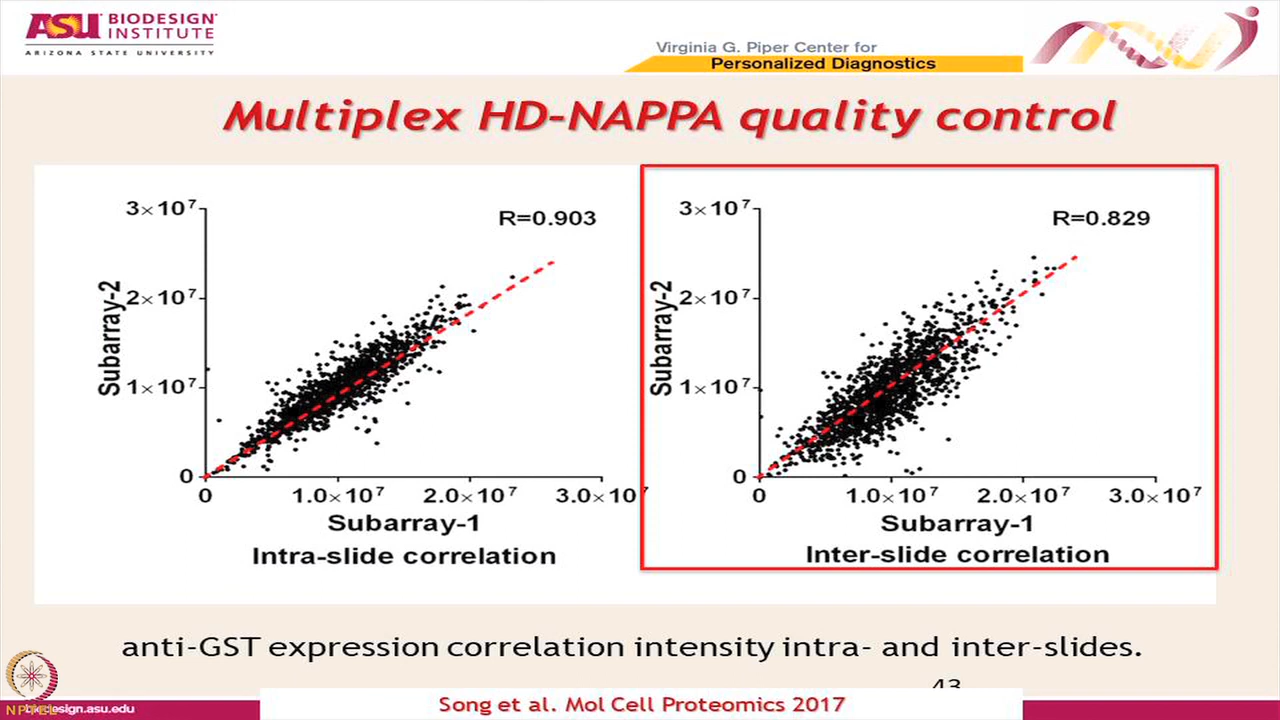 ASU BIODESIGN
INSTITUTE
ARIZONA STATE UNIVERSITY
Virginia G. Piper Center for
Personalized Diagnostics
Multiplex HD-NAPPA quality control
3×10⁷
R=0.903
2×10⁷
Subarray-2
1×10⁷
0
0 1.0×10⁷ 2.0×10⁷ 3.0×10⁷
Subarray-1
Intra-slide correlation
3×10⁷
R=0.829
2×10⁷
Subarray-2
1×10⁷
0
0 1.0×10⁷ 2.0×10⁷ 3.0×10⁷
Subarray-1
Inter-slide correlation
anti-GST expression correlation intensity intra- and inter-slides.
43
Song et al. Mol Cell Proteomics 2017
NPTEL
biodesign.asu.edu